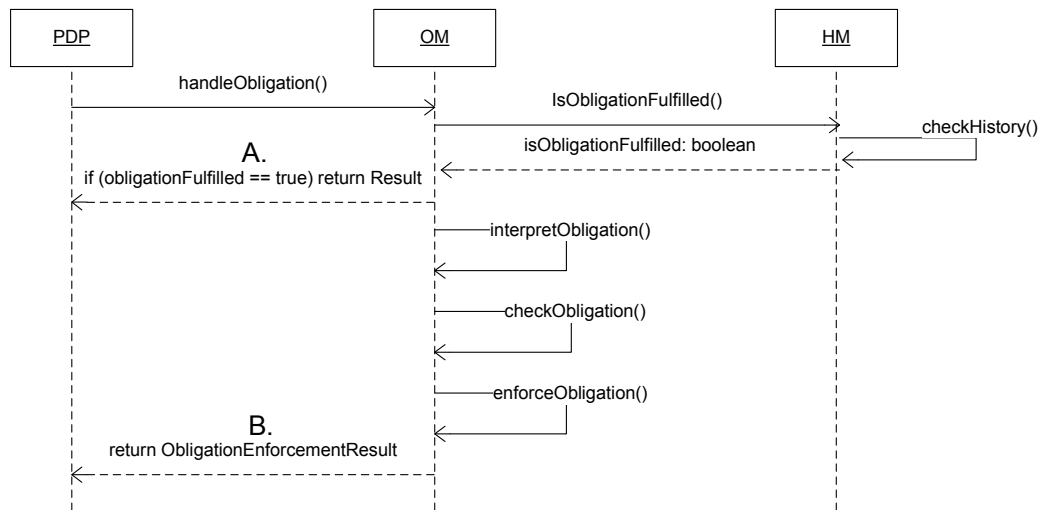 PDP
OM
HM
handleObligation()
IsObligationFulfilled()
checkHistory()
isObligationFulfilled: boolean
A.
if (obligationFulfilled == true) return Result
interpretObligation()
checkObligation()
enforceObligation()
B.
return ObligationEnforcementResult